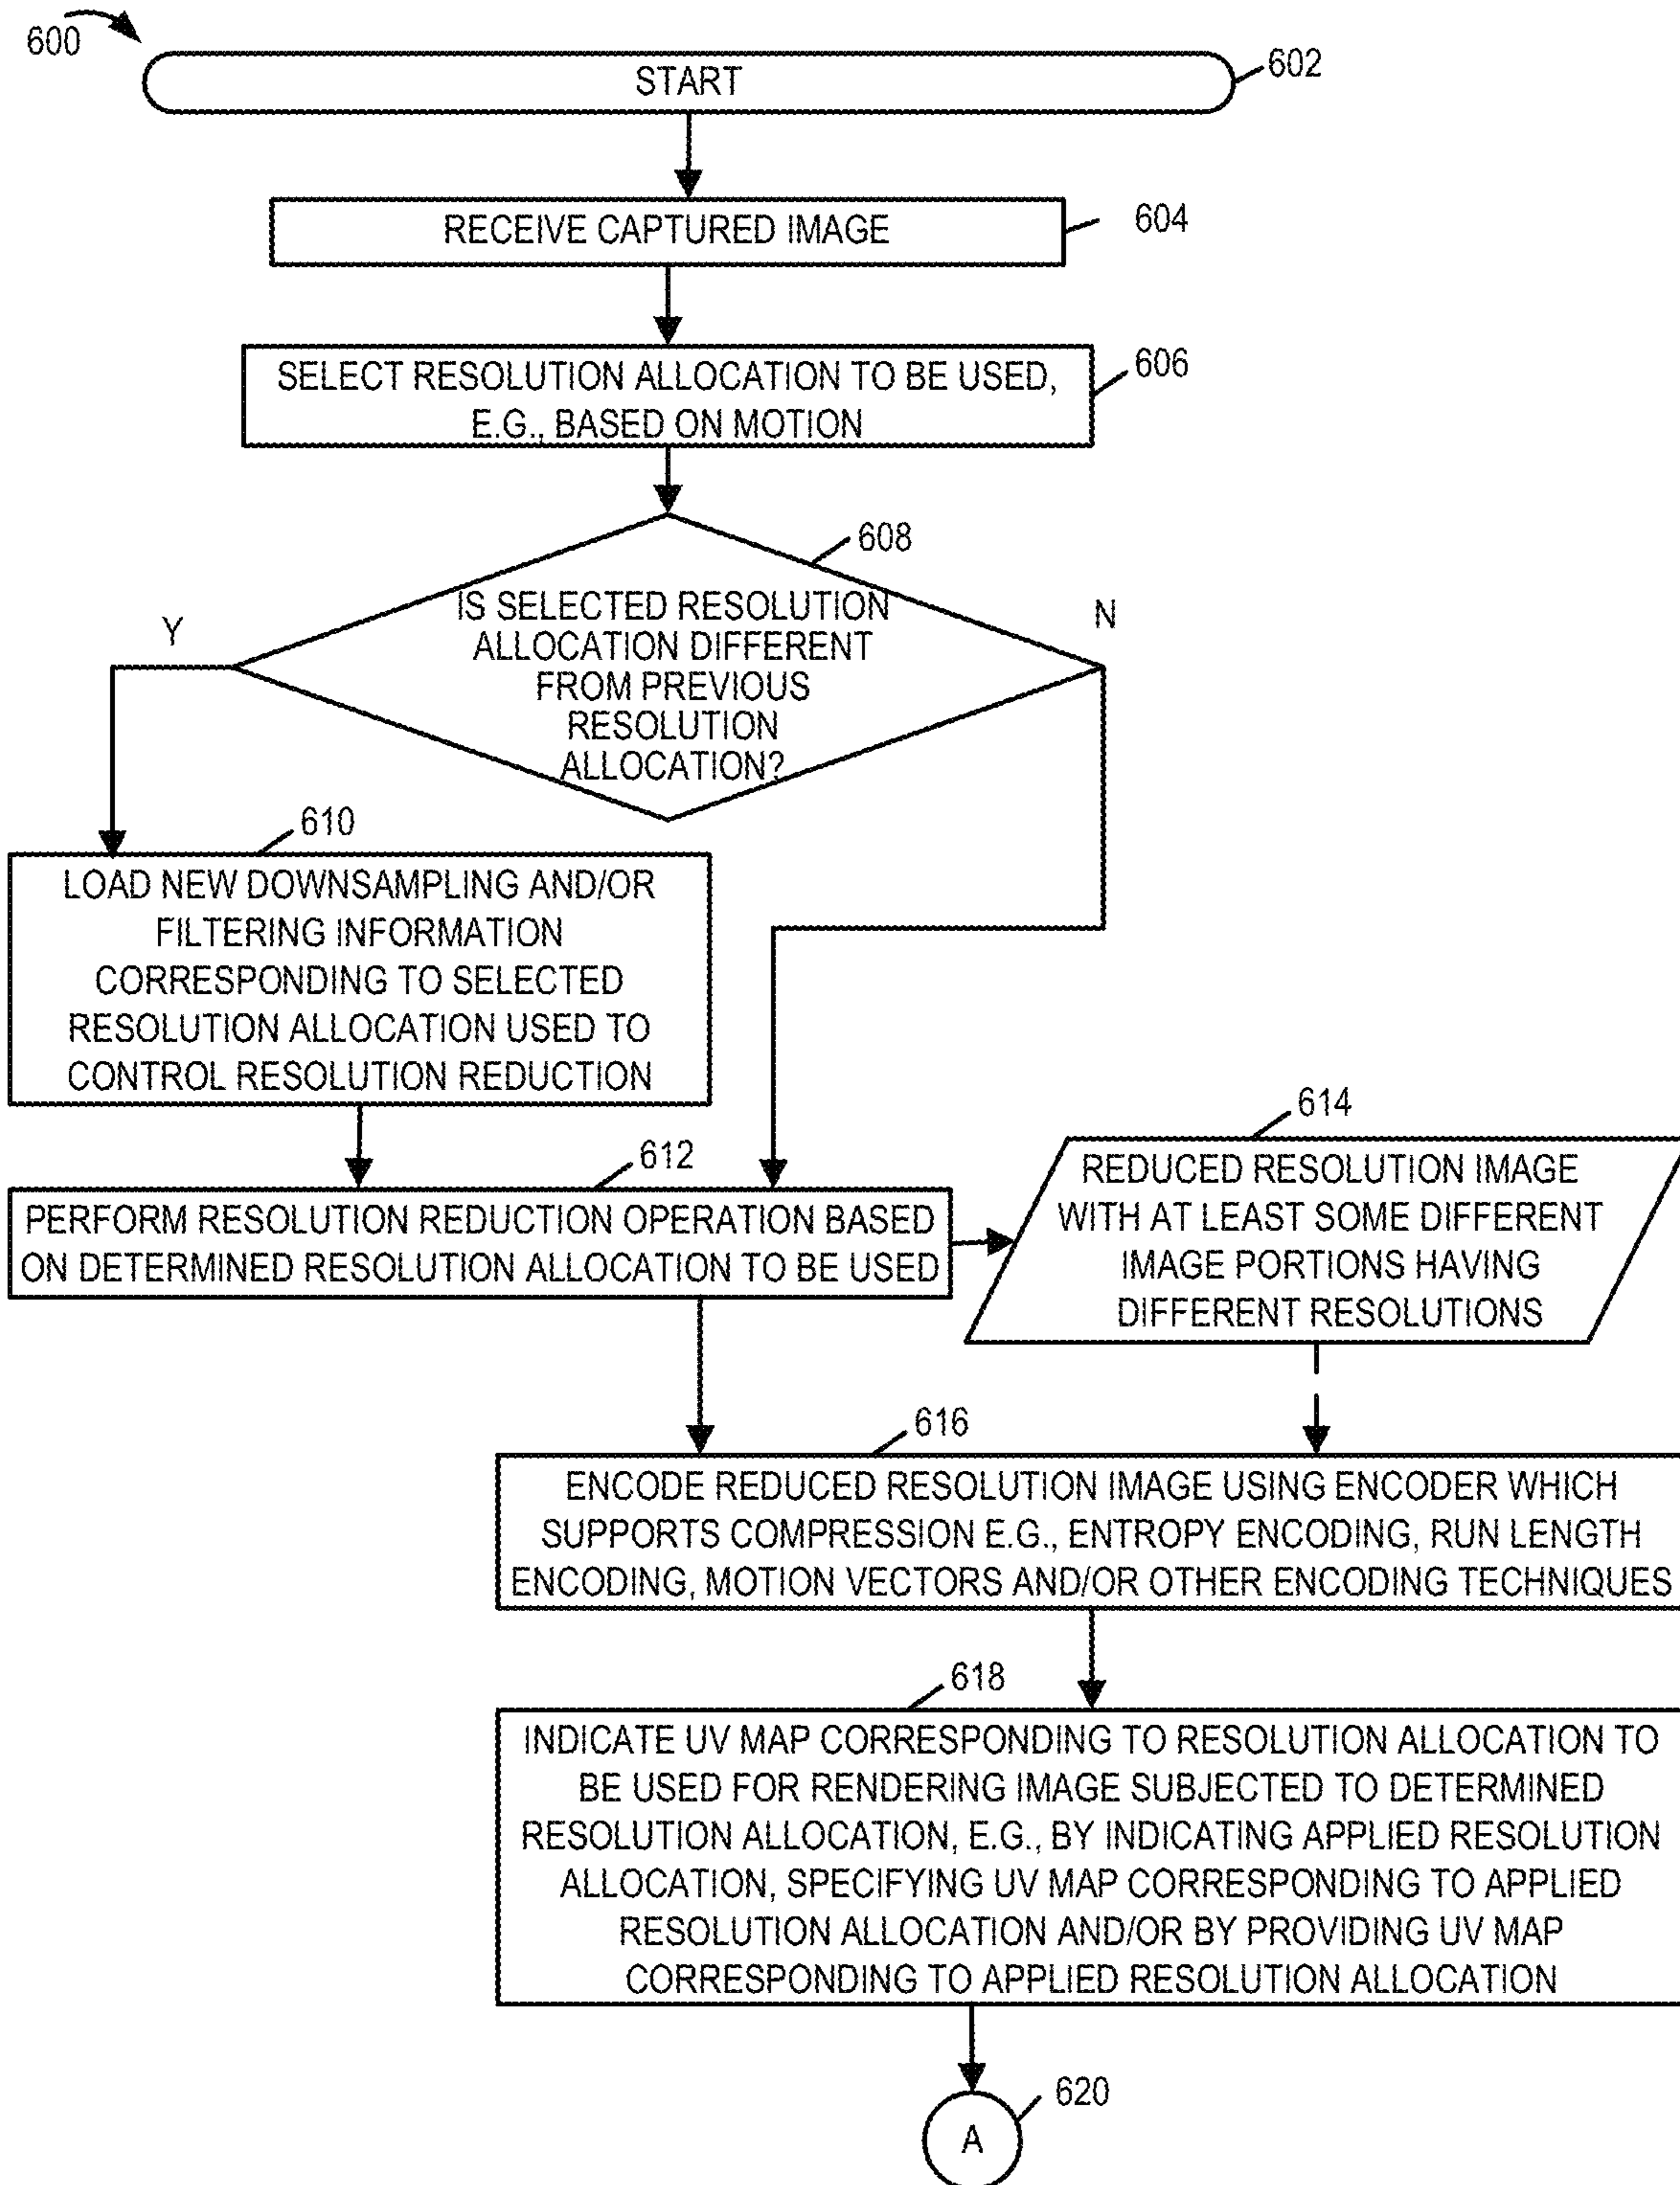 600
START
602
RECEIVE CAPTURED IMAGE
604
SELECT RESOLUTION ALLOCATION TO BE USED,
E.G., BASED ON MOTION
606
608
Y
N
IS SELECTED RESOLUTION
ALLOCATION DIFFERENT
FROM PREVIOUS
RESOLUTION
ALLOCATION?
610
LOAD NEW DOWNSAMPLING AND/OR
FILTERING INFORMATION
CORRESPONDING TO SELECTED
RESOLUTION ALLOCATION USED TO
CONTROL RESOLUTION REDUCTION
612
PERFORM RESOLUTION REDUCTION OPERATION BASED
ON DETERMINED RESOLUTION ALLOCATION TO BE USED
614
REDUCED RESOLUTION IMAGE
WITH AT LEAST SOME DIFFERENT
IMAGE PORTIONS HAVING
DIFFERENT RESOLUTIONS
616
ENCODE REDUCED RESOLUTION IMAGE USING ENCODER WHICH
SUPPORTS COMPRESSION E.G., ENTROPY ENCODING, RUN LENGTH
ENCODING, MOTION VECTORS AND/OR OTHER ENCODING TECHNIQUES
618
INDICATE UV MAP CORRESPONDING TO RESOLUTION ALLOCATION TO
BE USED FOR RENDERING IMAGE SUBJECTED TO DETERMINED
RESOLUTION ALLOCATION, E.G., BY INDICATING APPLIED RESOLUTION
ALLOCATION, SPECIFYING UV MAP CORRESPONDING TO APPLIED
RESOLUTION ALLOCATION AND/OR BY PROVIDING UV MAP
CORRESPONDING TO APPLIED RESOLUTION ALLOCATION
620
A